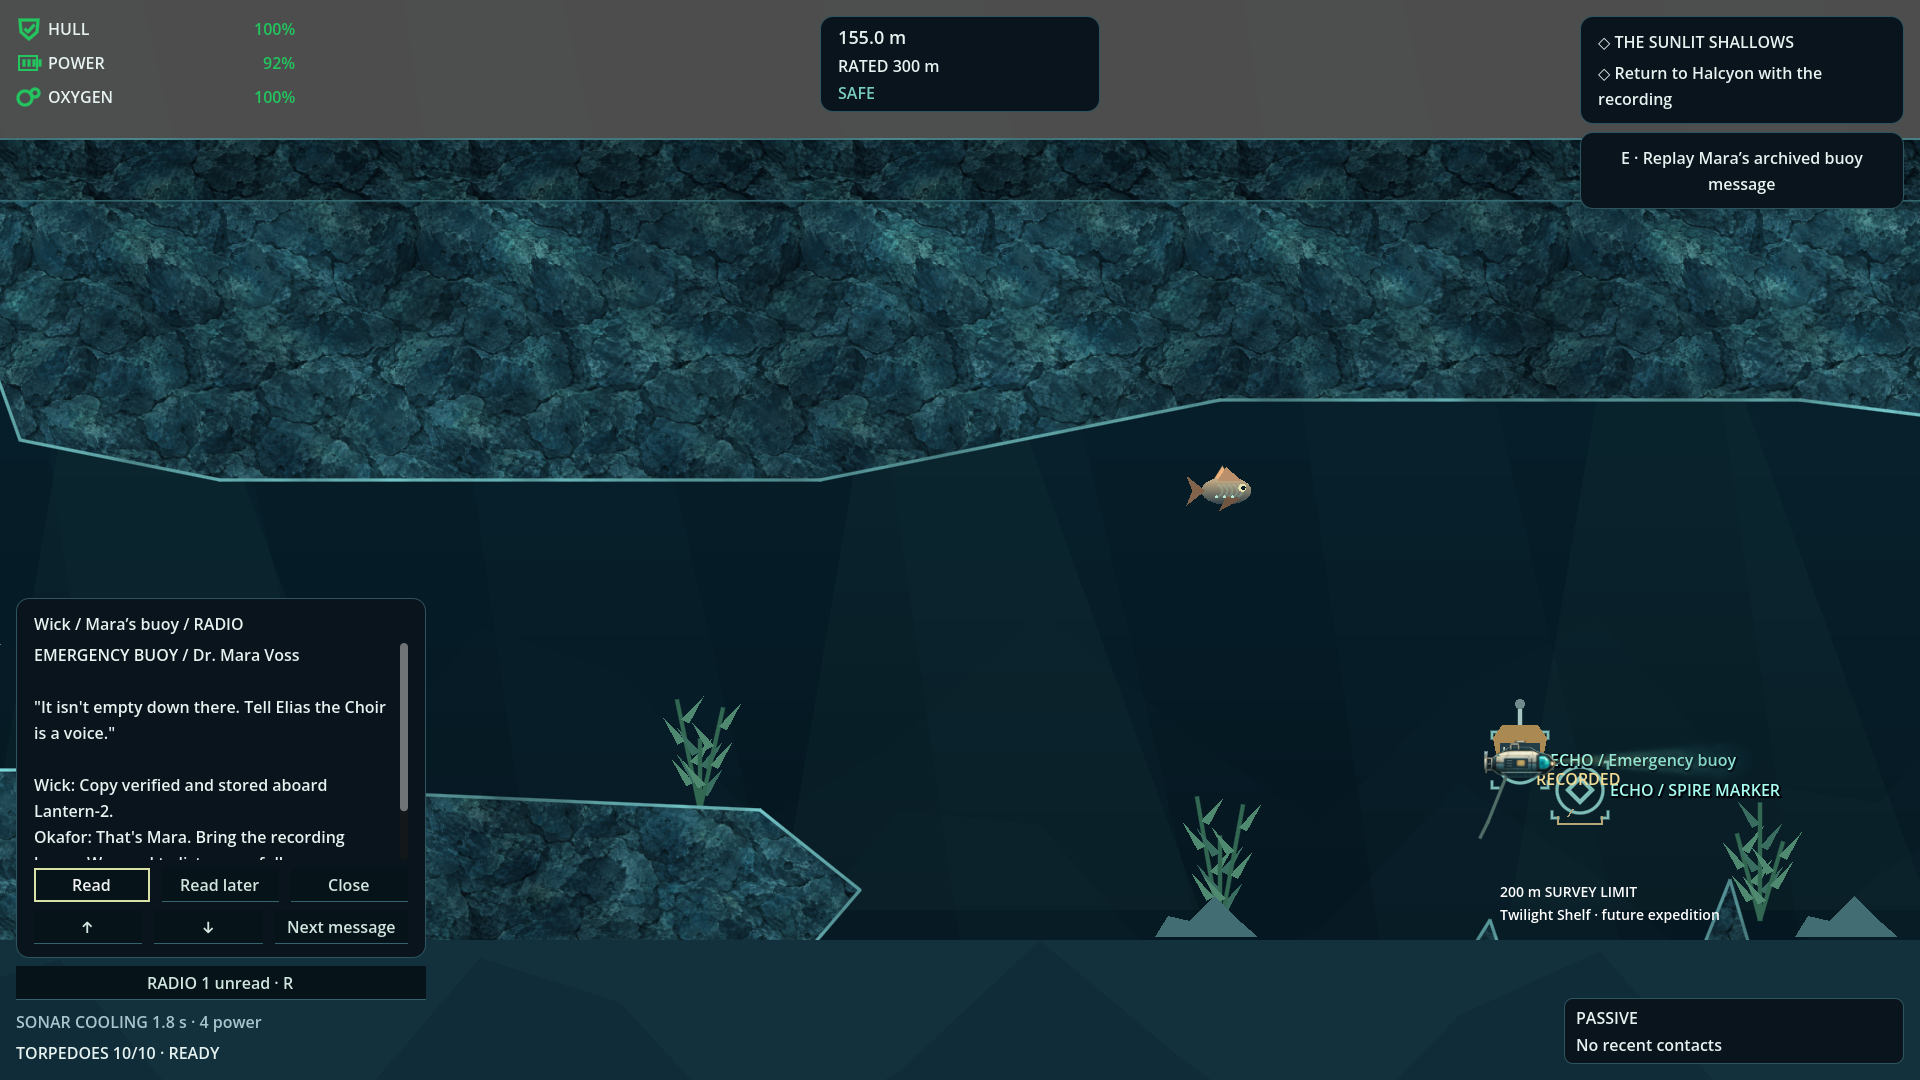 HULL 100%
POWER 92%
OXYGEN 100%
155.0 m
RATED 300 m
SAFE
◇ THE SUNLIT SHALLOWS
◇ Return to Halcyon with the
recording
E · Replay Mara’s archived buoy
message
Wick / Mara’s buoy / RADIO
EMERGENCY BUOY / Dr. Mara Voss
"It isn't empty down there. Tell Elias the Choir
is a voice."
Wick: Copy verified and stored aboard
Lantern-2.
Okafor: That's Mara. Bring the recording
Read Read later Close
↑ ↓ Next message
RADIO 1 unread · R
SONAR COOLING 1.8 s · 4 power
TORPEDOES 10/10 · READY
ECHO / Emergency buoy
RECORDED
ECHO / SPIRE MARKER
200 m SURVEY LIMIT
Twilight Shelf · future expedition
PASSIVE
No recent contacts